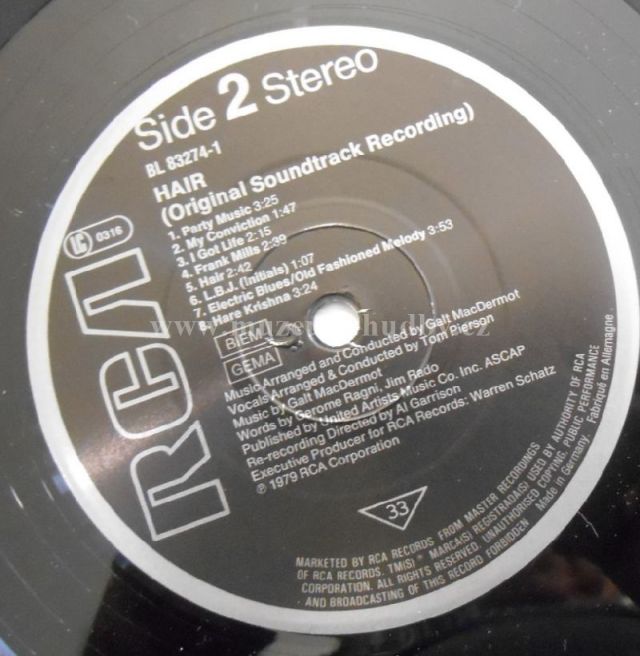 Side 2 Stereo
BL 83274-1
HAIR
(Original Soundtrack Recording)
1. Party Music 3:25
2. My Conviction 1:47
3. I Got Life 2:15
4. Frank Mills 2:39
5. Hair 2:42
6. L.B.J. (Initials) 1:07
7. Electric Blues/Old Fashioned Melody 3:53
Hare Krishna 3:24
LC 0316
RCA
BIEM
GEMA
Music Arranged and Conducted by Galt MacDermot
Vocals Arranged & Conducted by Tom Pierson
Music by Galt MacDermot
Words by Gerome Ragni, Jim Rado
Published by United Artists Music Co. Inc. ASCAP
Re-recording Directed by Al Garrison
Executive Producer for RCA Records: Warren Schatz
℗ 1979 RCA Corporation
33
MARKETED BY RCA RECORDS FROM MASTER RECORDINGS
OF RCA RECORDS. TM(S) ® MARCA(S) REGISTRADA(S) USED BY AUTHORITY OF RCA
CORPORATION. ALL RIGHTS RESERVED UNAUTHORISED COPYING, PUBLIC PERFORMANCE
AND BROADCASTING OF THIS RECORD FORBIDDEN
Made in Germany. Fabriqué en Allemagne.